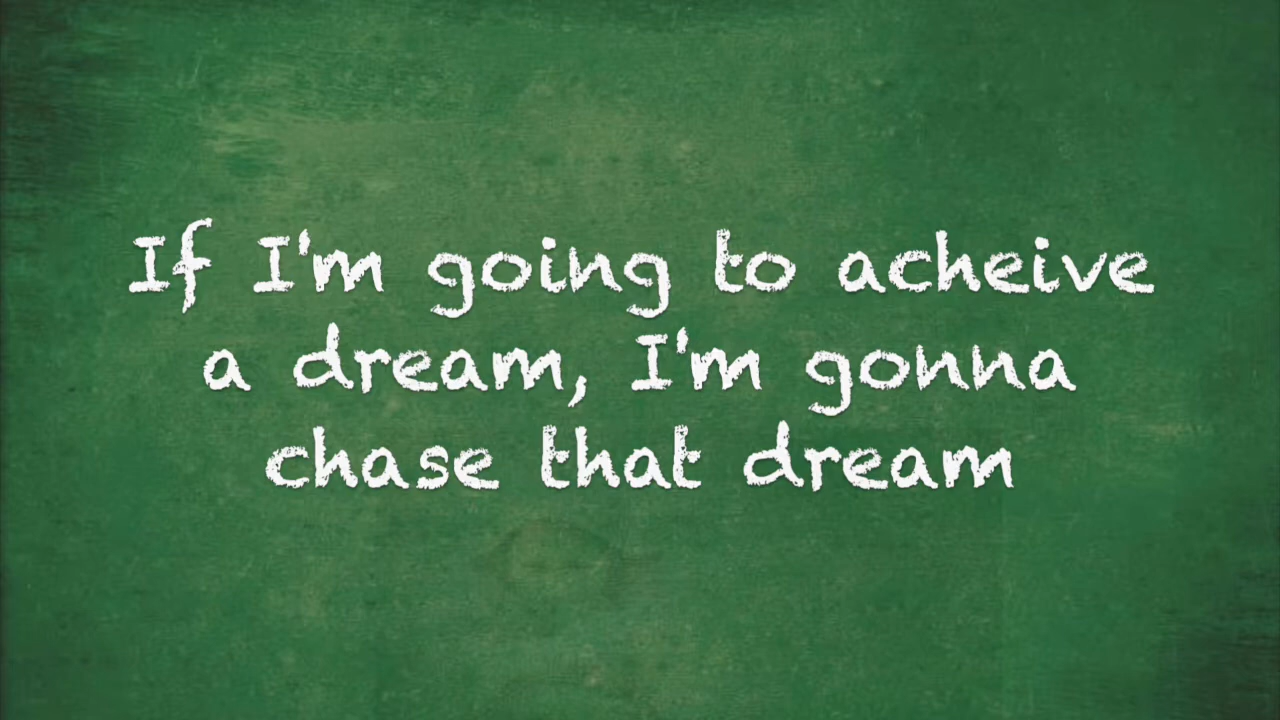 If I'm going to acheive
a dream, I'm gonna
chase that dream